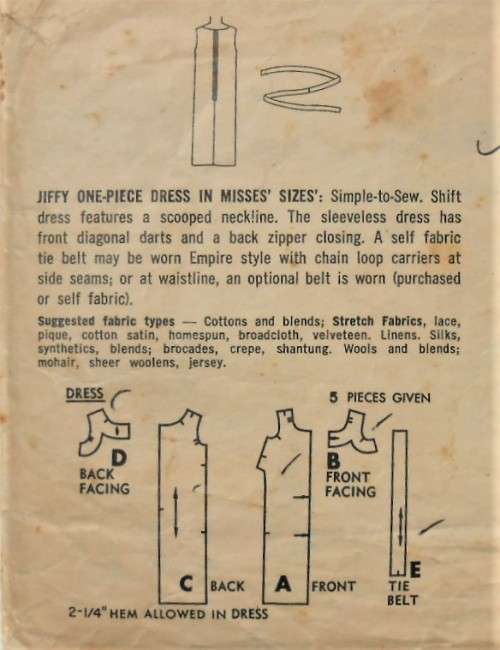 JIFFY ONE-PIECE DRESS IN MISSES' SIZES': Simple-to-Sew. Shift
dress features a scooped neckline. The sleeveless dress has
front diagonal darts and a back zipper closing. A self fabric
tie belt may be worn Empire style with chain loop carriers at
side seams; or at waistline, an optional belt is worn (purchased
or self fabric).
Suggested fabric types — Cottons and blends; Stretch Fabrics, lace,
pique, cotton satin, homespun, broadcloth, velveteen. Linens. Silks,
synthetics, blends; brocades, crepe, shantung. Wools and blends;
mohair, sheer woolens, jersey.
DRESS
5 PIECES GIVEN
D
BACK
FACING
B
FRONT
FACING
C BACK
A FRONT
E
TIE
BELT
2-1/4" HEM ALLOWED IN DRESS